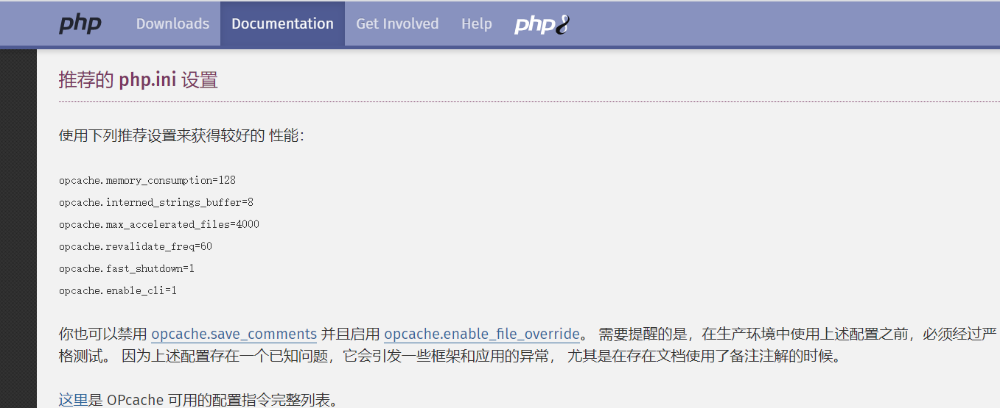 php Downloads Documentation Get Involved Help php8
推荐的 php.ini 设置
使用下列推荐设置来获得较好的 性能：
opcache.memory_consumption=128
opcache.interned_strings_buffer=8
opcache.max_accelerated_files=4000
opcache.revalidate_freq=60
opcache.fast_shutdown=1
opcache.enable_cli=1
你也可以禁用 opcache.save_comments 并且启用 opcache.enable_file_override。 需要提醒的是，在生产环境中使用上述配置之前，必须经过严
格测试。 因为上述配置存在一个已知问题，它会引发一些框架和应用的异常， 尤其是在存在文档使用了备注注解的时候。
这里是 OPcache 可用的配置指令完整列表。